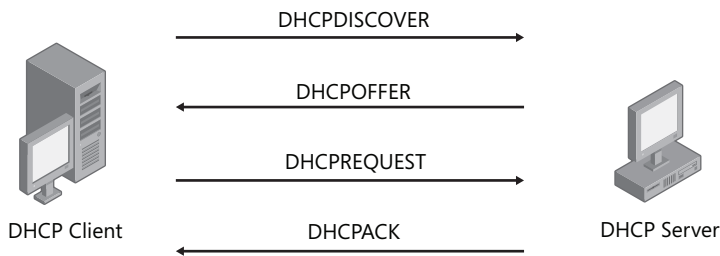 DHCPDISCOVER
DHCPOFFER
DHCPREQUEST
DHCP Client
DHCPACK
DHCP Server